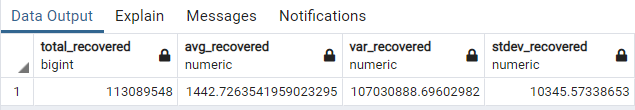 Data Output Explain Messages Notifications
total_recovered avg_recovered var_recovered stdev_recovered
bigint numeric numeric numeric
1 113089548 1442.7263541959023295 107030888.69602982 10345.57338653